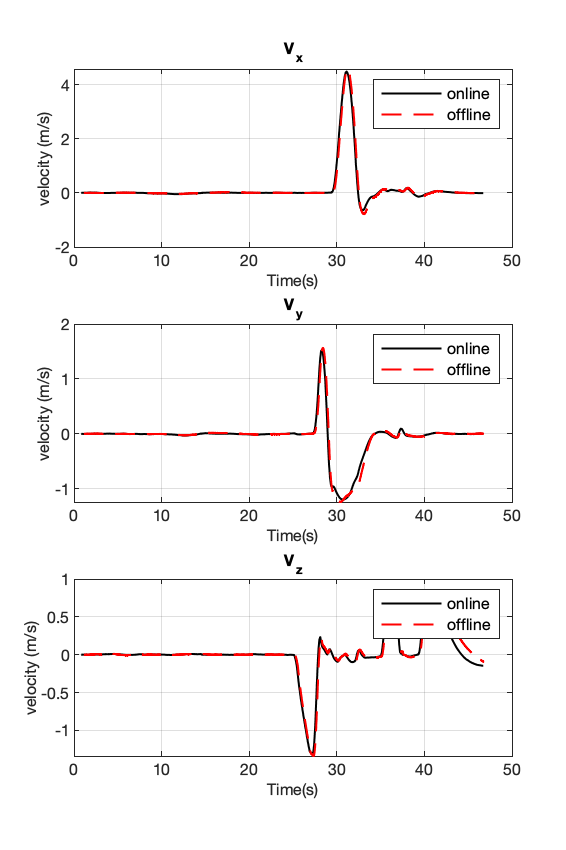 V_x
velocity (m/s)
4
2
0
-2
online
offline
0 10 20 30 40 50
Time(s)
V_y
velocity (m/s)
2
1
0
-1
online
offline
0 10 20 30 40 50
Time(s)
V_z
velocity (m/s)
1
0.5
0
-0.5
-1
online
offline
0 10 20 30 40 50
Time(s)